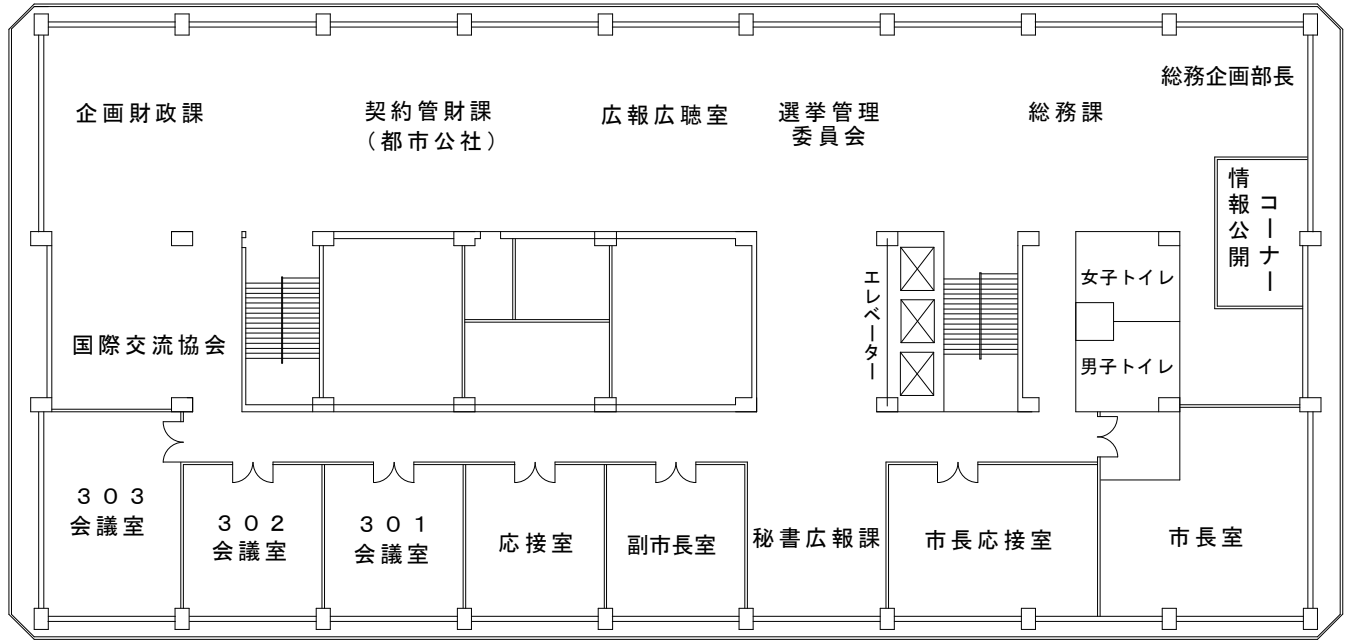 総務企画部長
企画財政課
契約管財課
（都市公社）
広報広聴室
選挙管理
委員会
総務課
情報公開
コーナー
エレベーター
女子トイレ
男子トイレ
国際交流協会
３０３
会議室
３０２
会議室
３０１
会議室
応接室
副市長室
秘書広報課
市長応接室
市長室